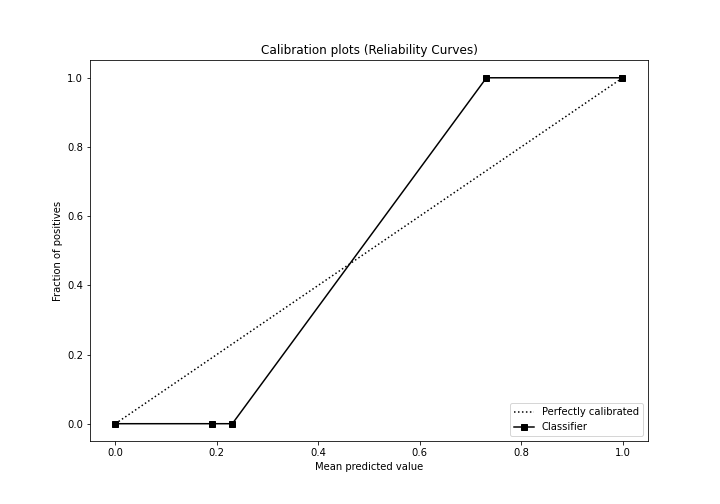 Calibration plots (Reliability Curves)
1.0
0.8
0.6
0.4
0.2
0.0
Fraction of positives
0.0 0.2 0.4 0.6 0.8 1.0
Mean predicted value
Perfectly calibrated
Classifier